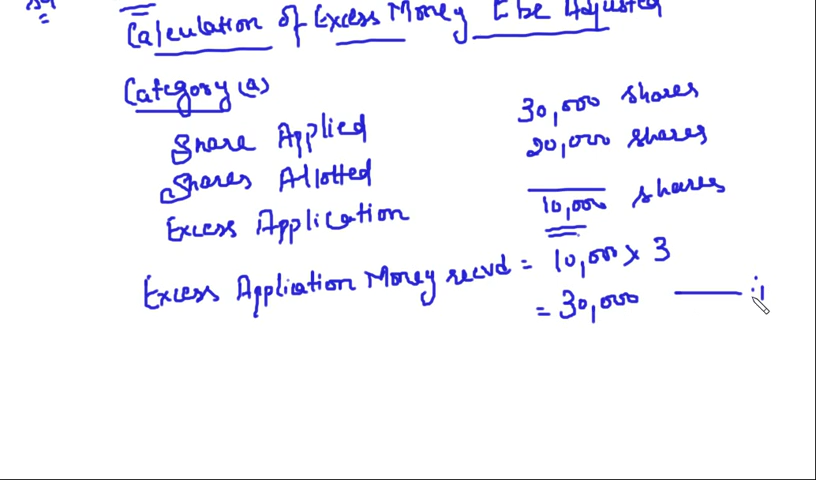 Calculation of Excess Money to be Adjusted
Category (a)
Share Applied 30,000 shares
Shares Allotted 20,000 shares
Excess Application 10,000 shares
Excess Application Money recvd = 10,000 x 3
= 30,000 —— i